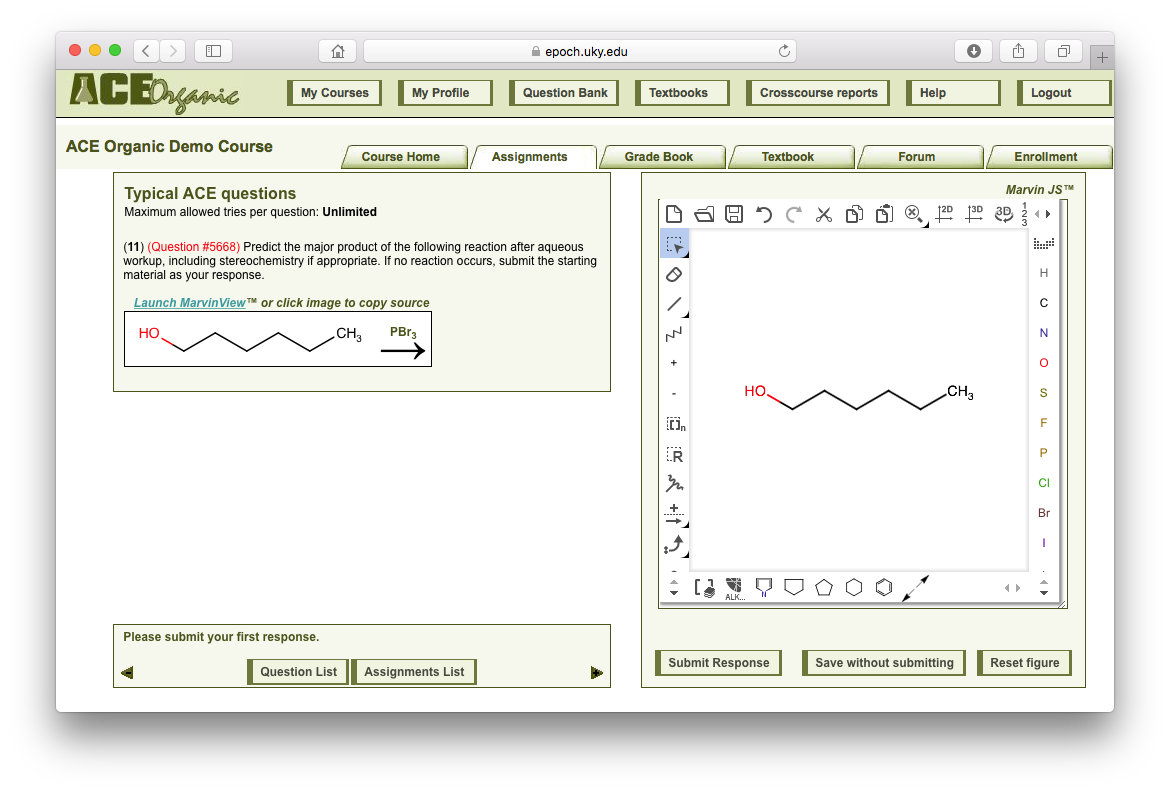 epoch.uky.edu
ACE Organic
My Courses
My Profile
Question Bank
Textbooks
Crosscourse reports
Help
Logout
ACE Organic Demo Course
Course Home
Assignments
Grade Book
Textbook
Forum
Enrollment
Typical ACE questions
Maximum allowed tries per question: Unlimited
(11) (Question #5668) Predict the major product of the following reaction after aqueous
workup, including stereochemistry if appropriate. If no reaction occurs, submit the starting
material as your response.
Launch MarvinView™ or click image to copy source
HO
CH3
PBr3
Please submit your first response.
Question List
Assignments List
Marvin JS™
2D
3D
3D
1
2
3
H
C
N
O
S
F
P
Cl
Br
I
+
-
n
R
HO
CH3
ALK...
N
Submit Response
Save without submitting
Reset figure